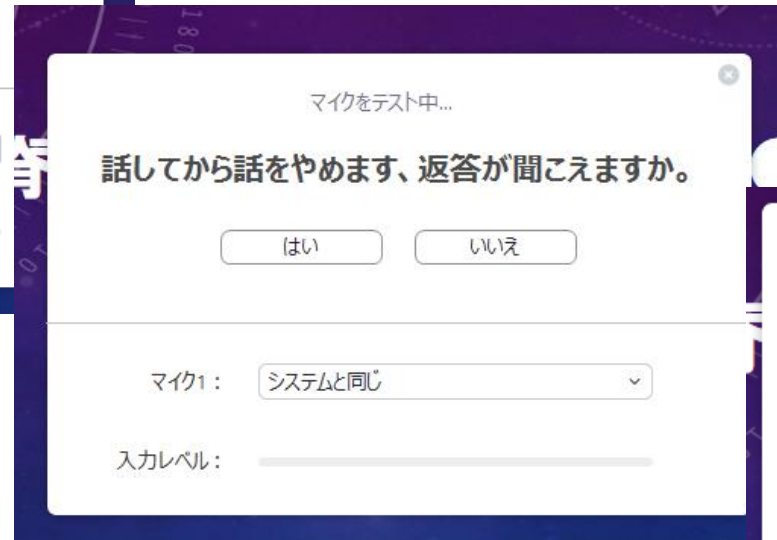 マイクをテスト中...
話してから話をやめます、返答が聞こえますか。
はい
いいえ
マイク1：
システムと同じ
入力レベル：